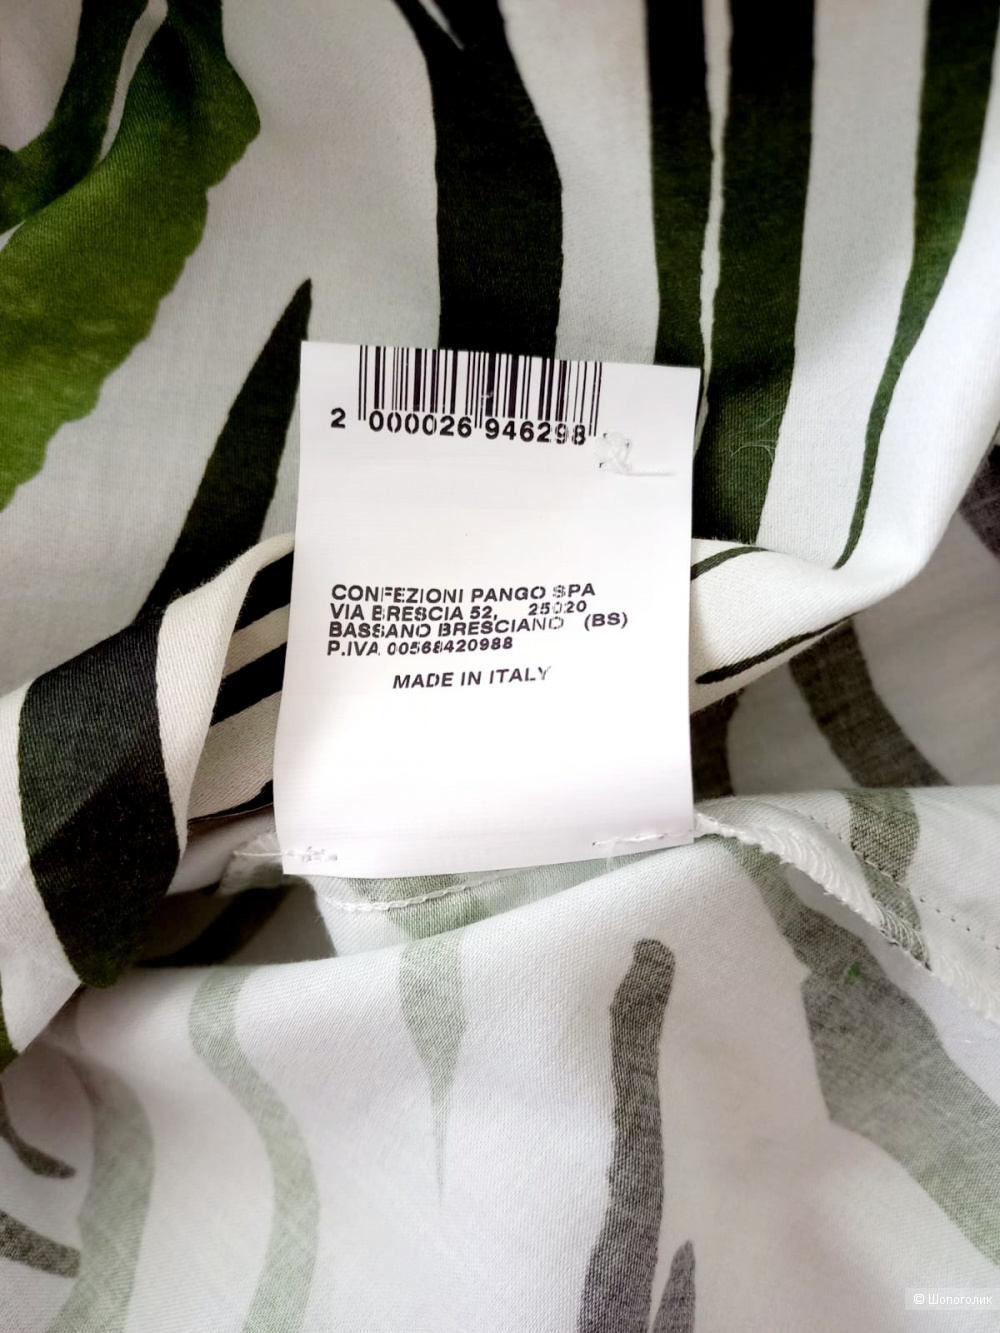 2 000026 946298
CONFEZIONI PANGO SPA
VIA BRESCIA 52, 25020
BASSANO BRESCIANO (BS)
P.IVA 00568420988
MADE IN ITALY
© Шопоголик